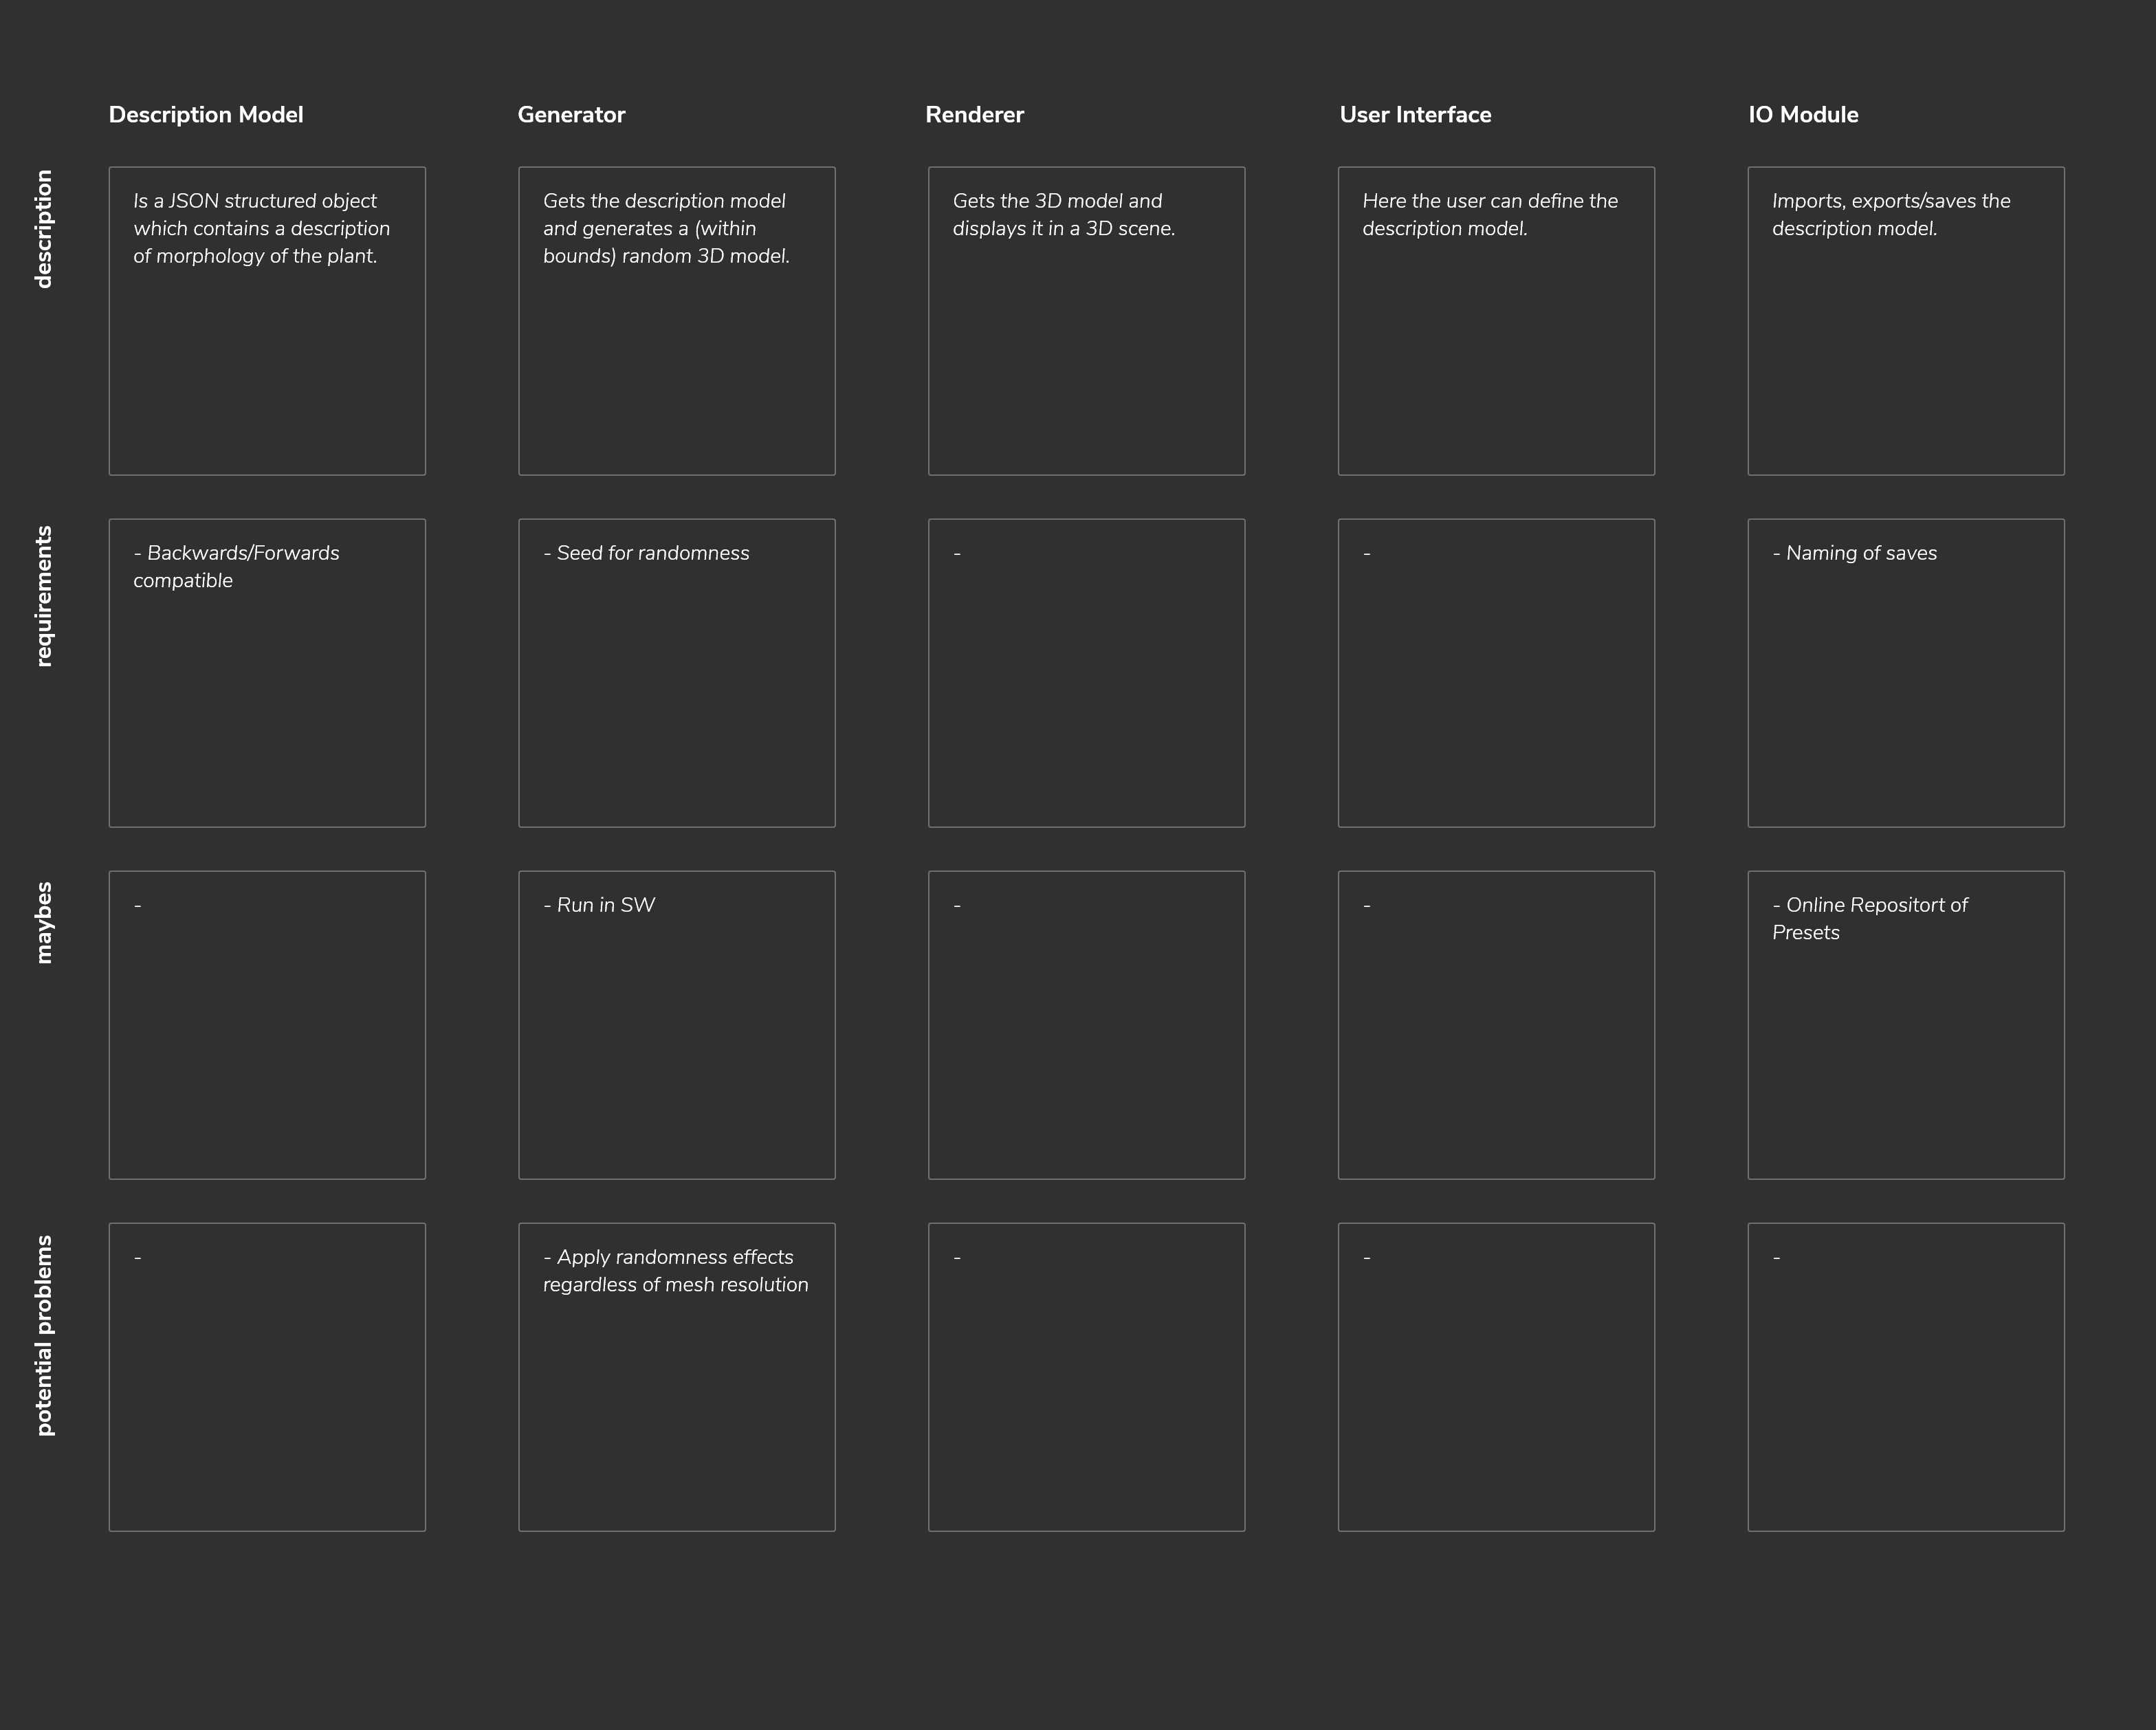 Description Model
Generator
Renderer
User Interface
IO Module
description
Is a JSON structured object
which contains a description
of morphology of the plant.
Gets the description model
and generates a (within
bounds) random 3D model.
Gets the 3D model and
displays it in a 3D scene.
Here the user can define the
description model.
Imports, exports/saves the
description model.
requirements
- Backwards/Forwards
compatible
- Seed for randomness
-
-
- Naming of saves
maybes
-
- Run in SW
-
-
- Online Repositort of
Presets
potential problems
-
- Apply randomness effects
regardless of mesh resolution
-
-
-